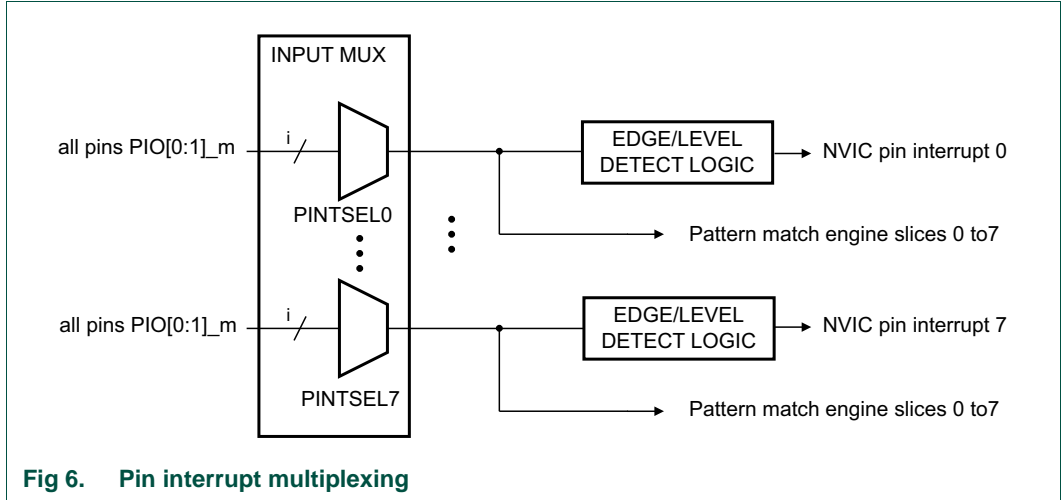 INPUT MUX
all pins PIO[0:1]_m
i
PINTSEL0
EDGE/LEVEL
DETECT LOGIC
NVIC pin interrupt 0
Pattern match engine slices 0 to7
all pins PIO[0:1]_m
i
PINTSEL7
EDGE/LEVEL
DETECT LOGIC
NVIC pin interrupt 7
Pattern match engine slices 0 to7
Fig 6. Pin interrupt multiplexing